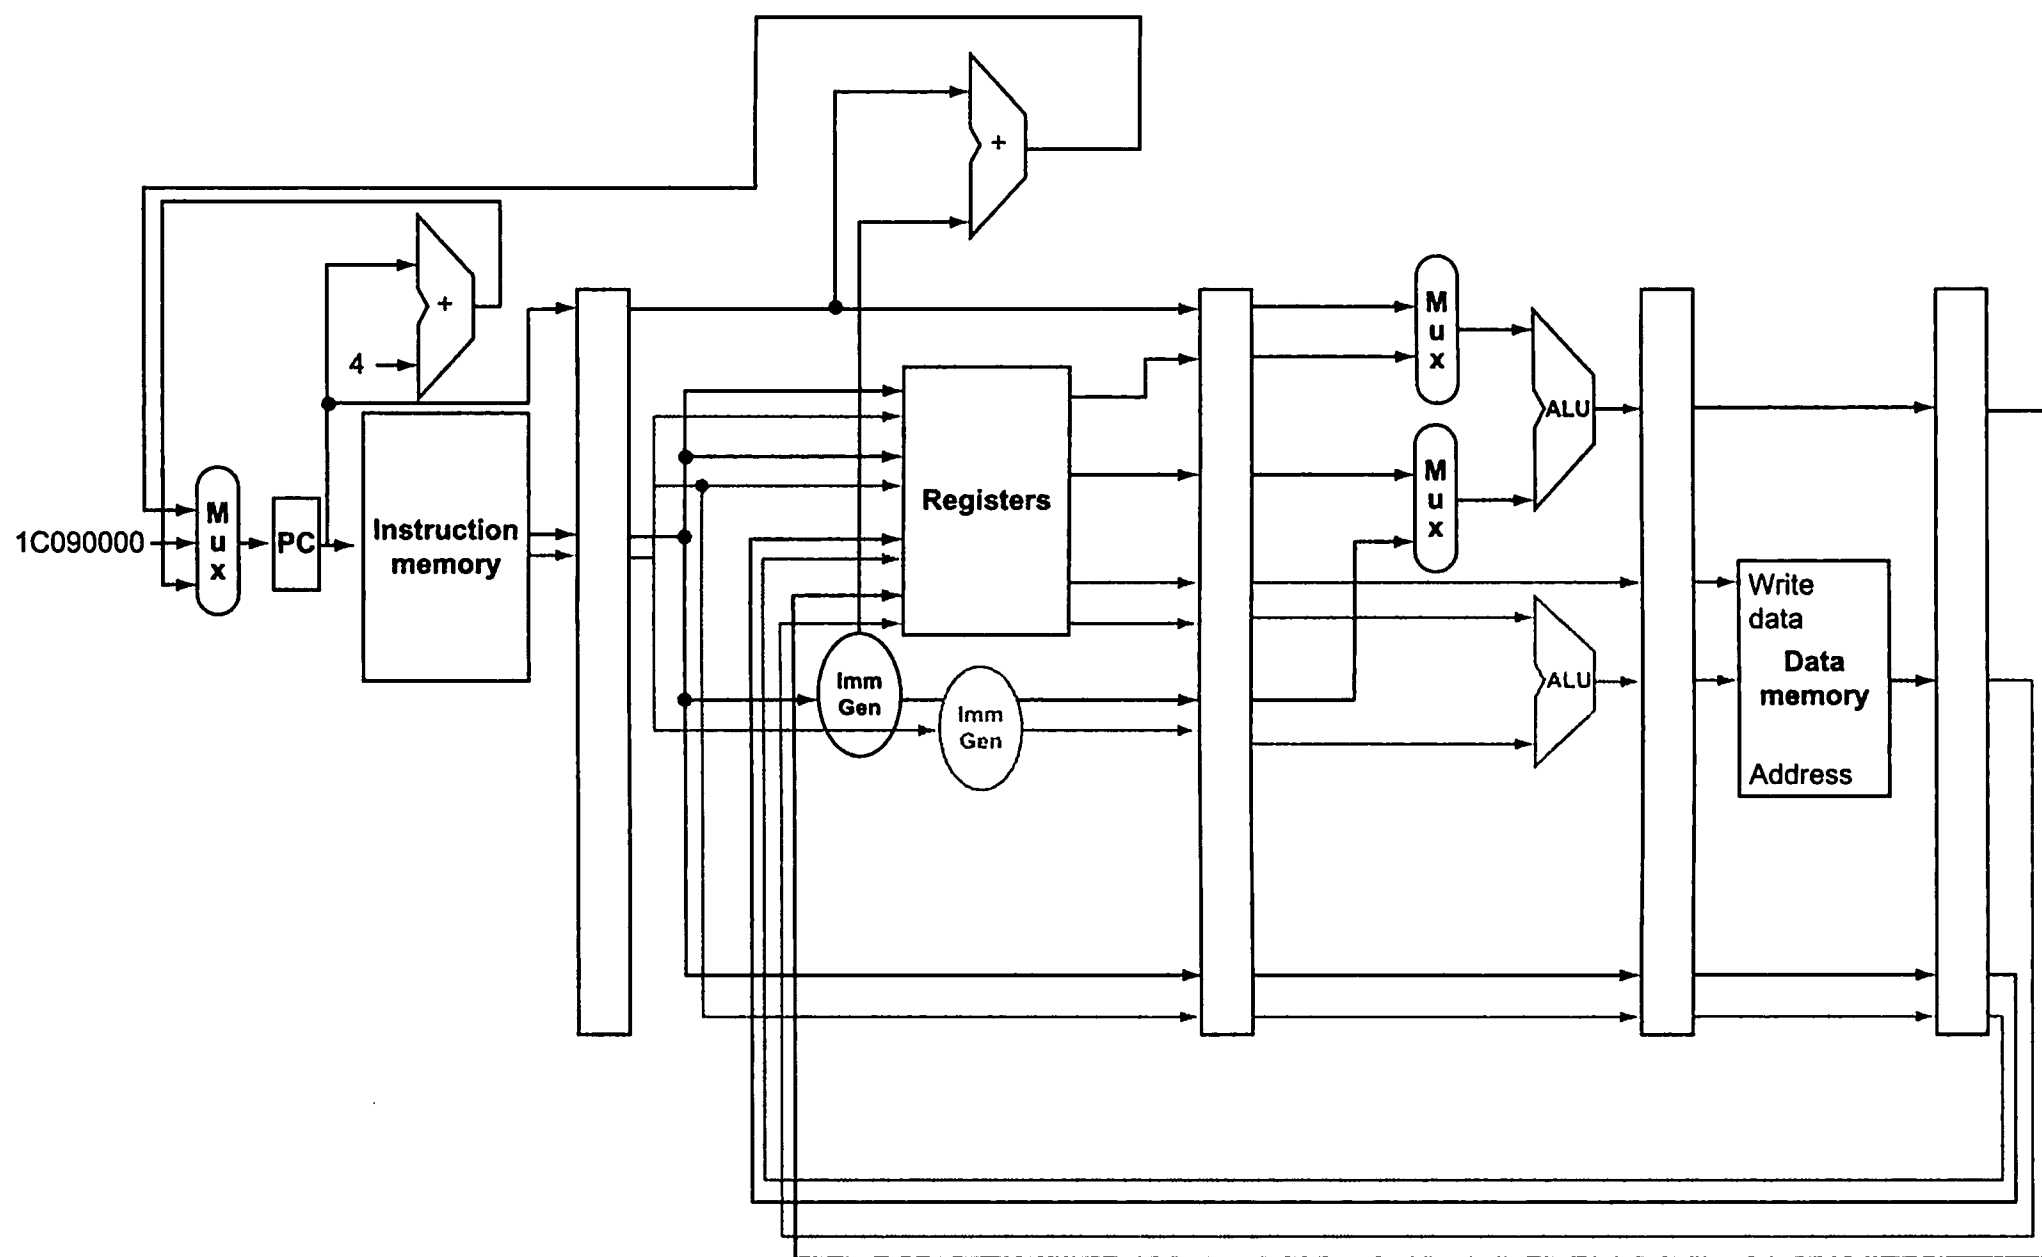 +
+
4
M
u
x
1C090000
PC
Instruction
memory
Registers
Imm
Gen
Imm
Gen
M
u
x
M
u
x
ALU
ALU
Write
data
Data
memory
Address